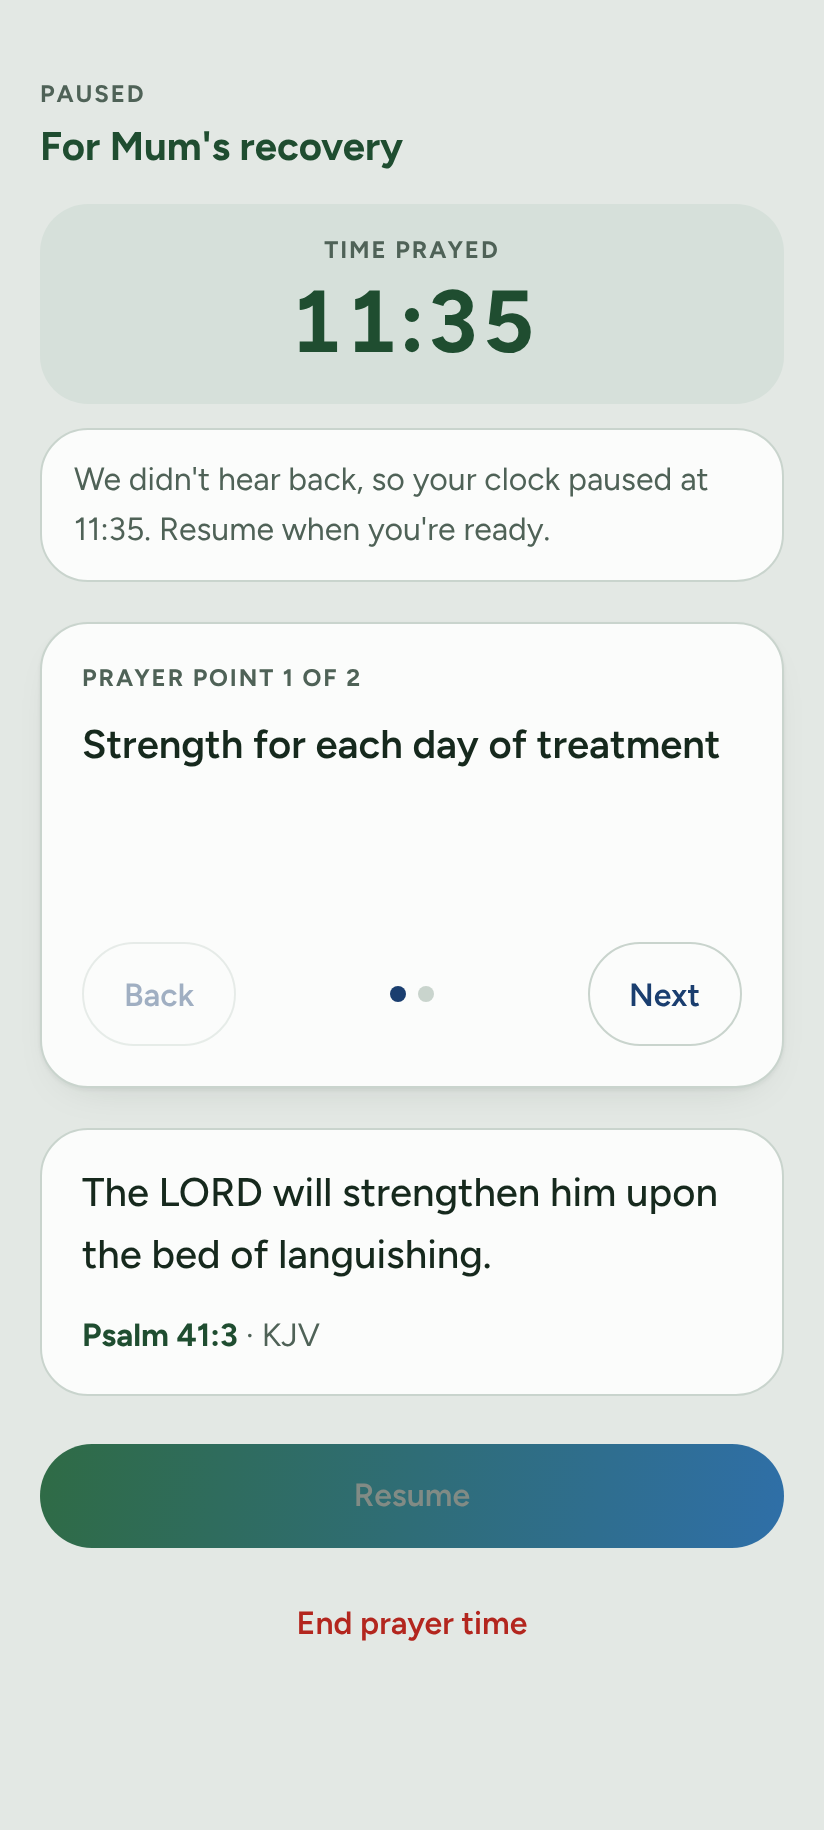 PAUSED
For Mum's recovery
TIME PRAYED
11:35
We didn't hear back, so your clock paused at
11:35. Resume when you're ready.
PRAYER POINT 1 OF 2
Strength for each day of treatment
Back
Next
The LORD will strengthen him upon
the bed of languishing.
Psalm 41:3 · KJV
Resume
End prayer time